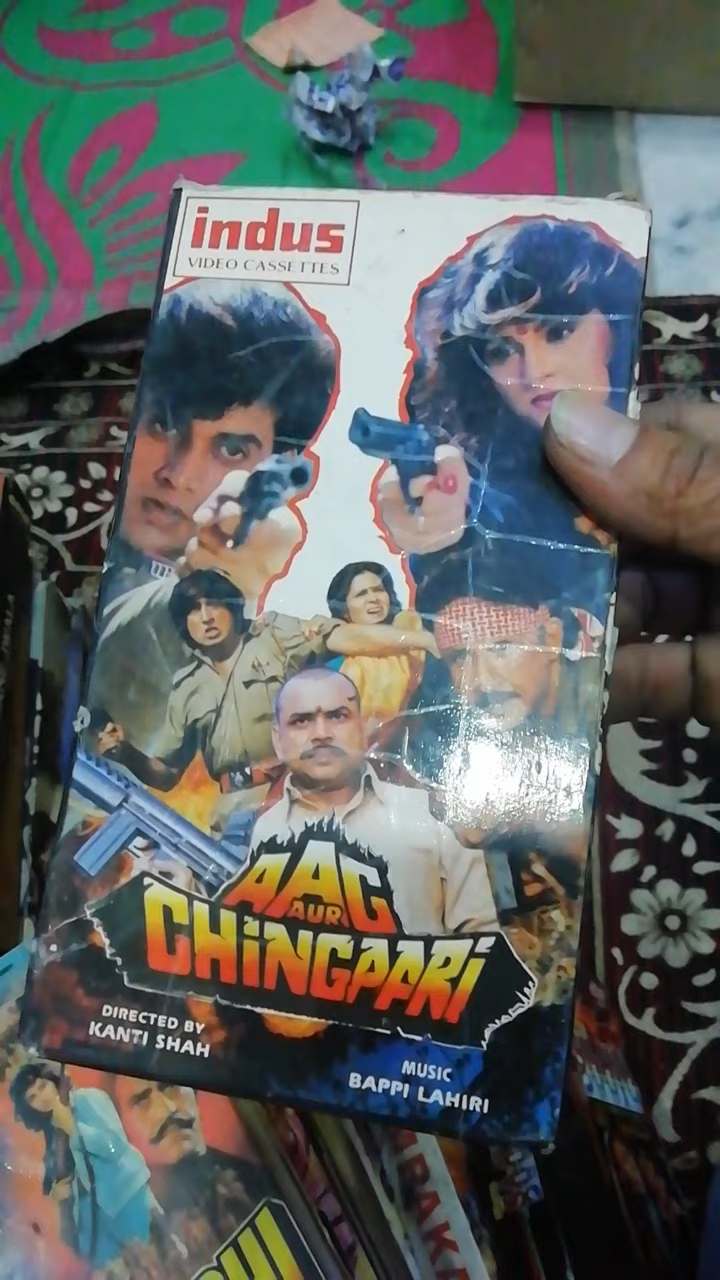 indus
VIDEO CASSETTES
AAG
AUR
CHINGAARI
DIRECTED BY
KANTI SHAH
MUSIC
BAPPI LAHIRI